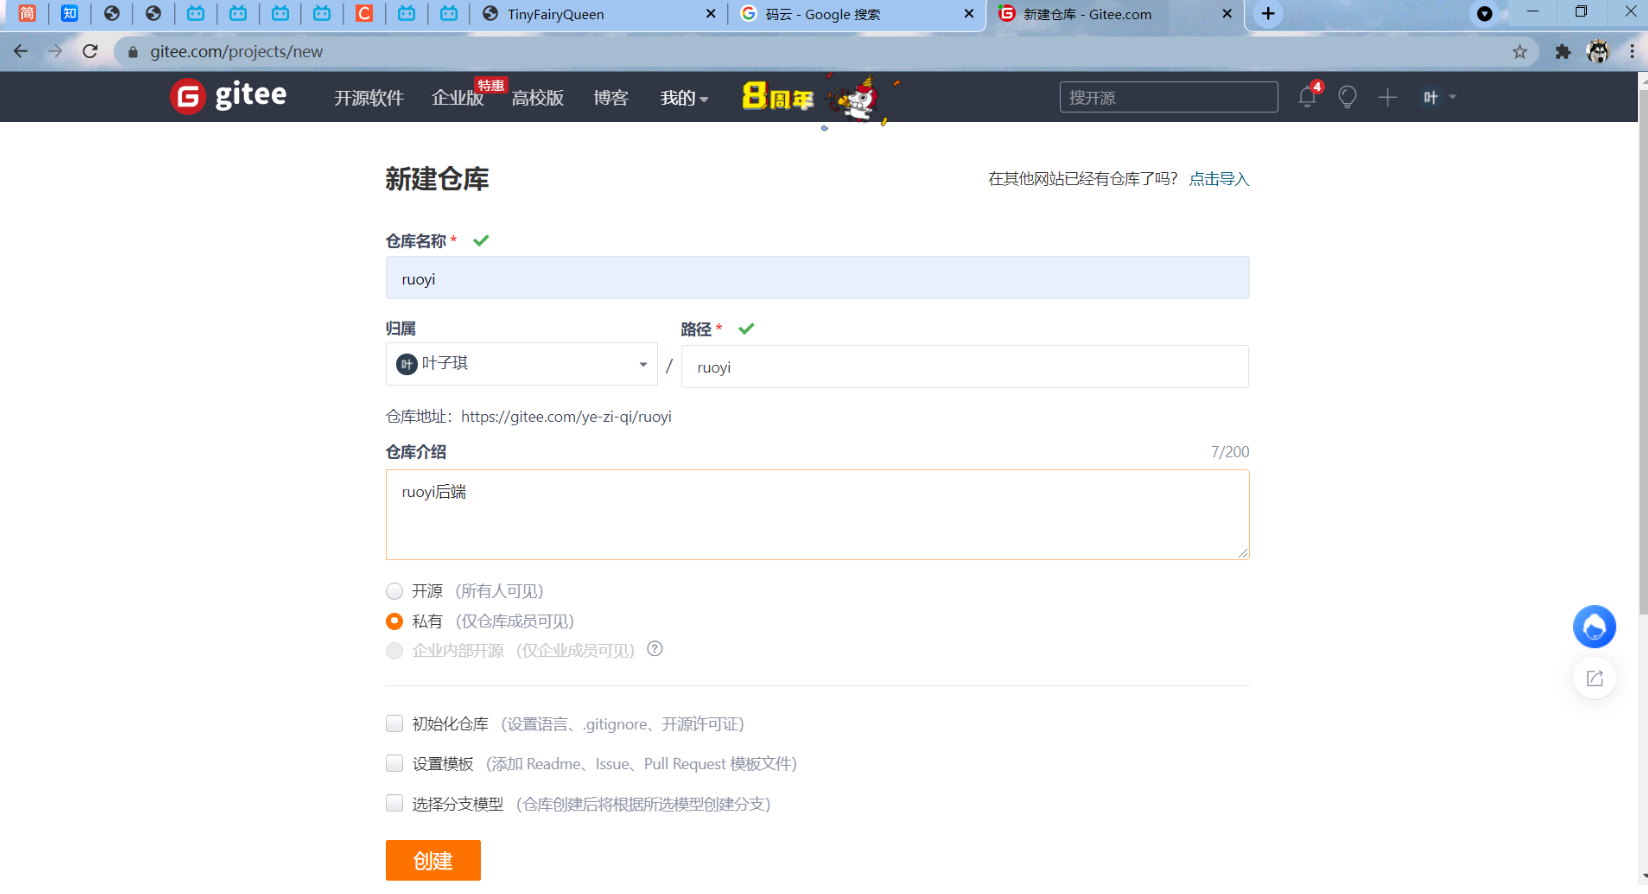 简
知
C
TinyFairyQueen
码云 - Google 搜索
新建仓库 - Gitee.com
gitee.com/projects/new
G gitee
开源软件
企业版
特惠
高校版
博客
我的
8周年
搜开源
4
叶
新建仓库
在其他网站已经有仓库了吗? 点击导入
仓库名称 *
ruoyi
归属
路径 *
叶 叶子琪
/
ruoyi
仓库地址：https://gitee.com/ye-zi-qi/ruoyi
仓库介绍
7/200
ruoyi后端
开源 （所有人可见）
私有 （仅仓库成员可见）
企业内部开源 （仅企业成员可见） ?
初始化仓库 （设置语言、.gitignore、开源许可证）
设置模板 （添加 Readme、Issue、Pull Request 模板文件）
选择分支模型 （仓库创建后将根据所选模型创建分支）
创建